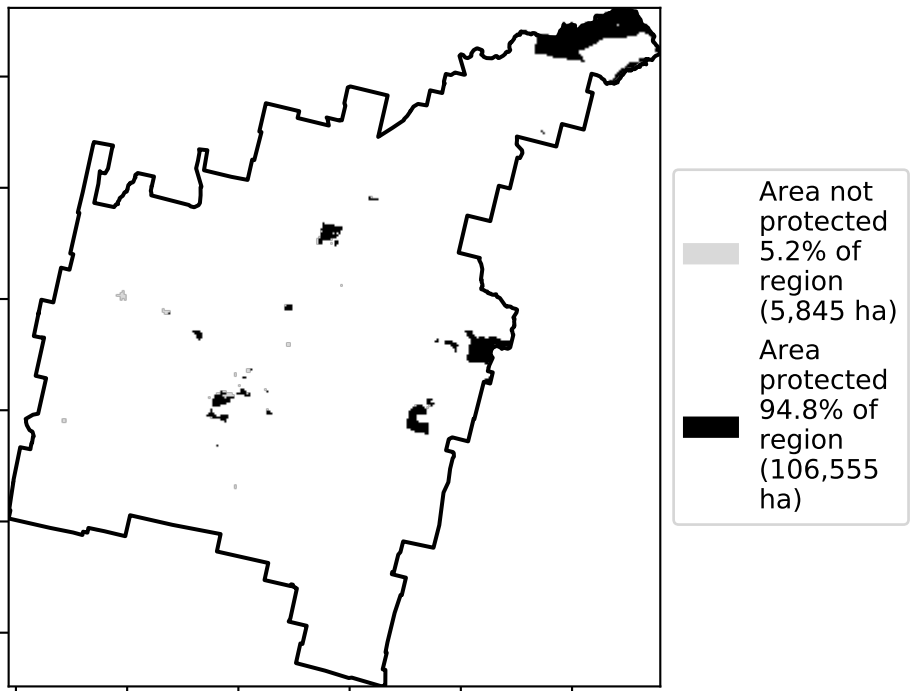 Area not
protected
5.2% of
region
(5,845 ha)
Area
protected
94.8% of
region
(106,555
ha)